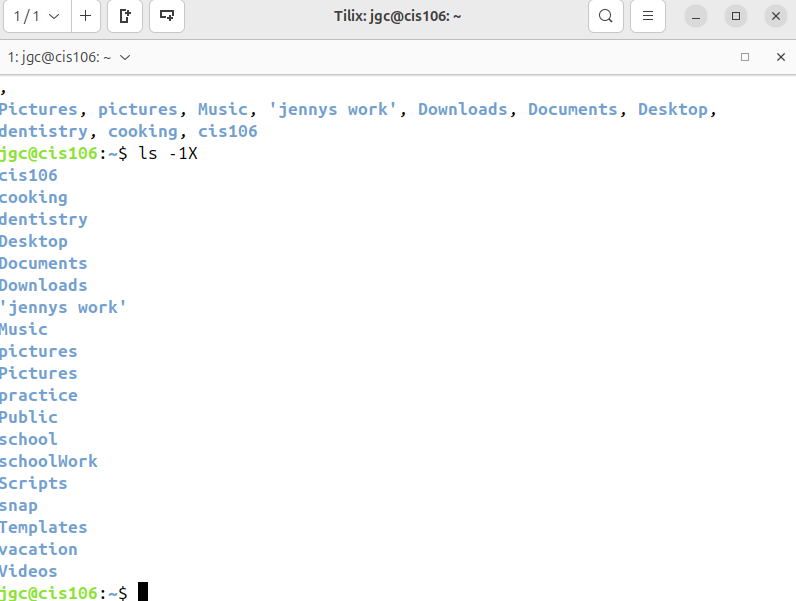 1 / 1
Tilix: jgc@cis106: ~
1: jgc@cis106: ~
,
Pictures, pictures, Music, 'jennys work', Downloads, Documents, Desktop,
dentistry, cooking, cis106
jgc@cis106:~$ ls -1X
cis106
cooking
dentistry
Desktop
Documents
Downloads
'jennys work'
Music
pictures
Pictures
practice
Public
school
schoolWork
Scripts
snap
Templates
vacation
Videos
jgc@cis106:~$